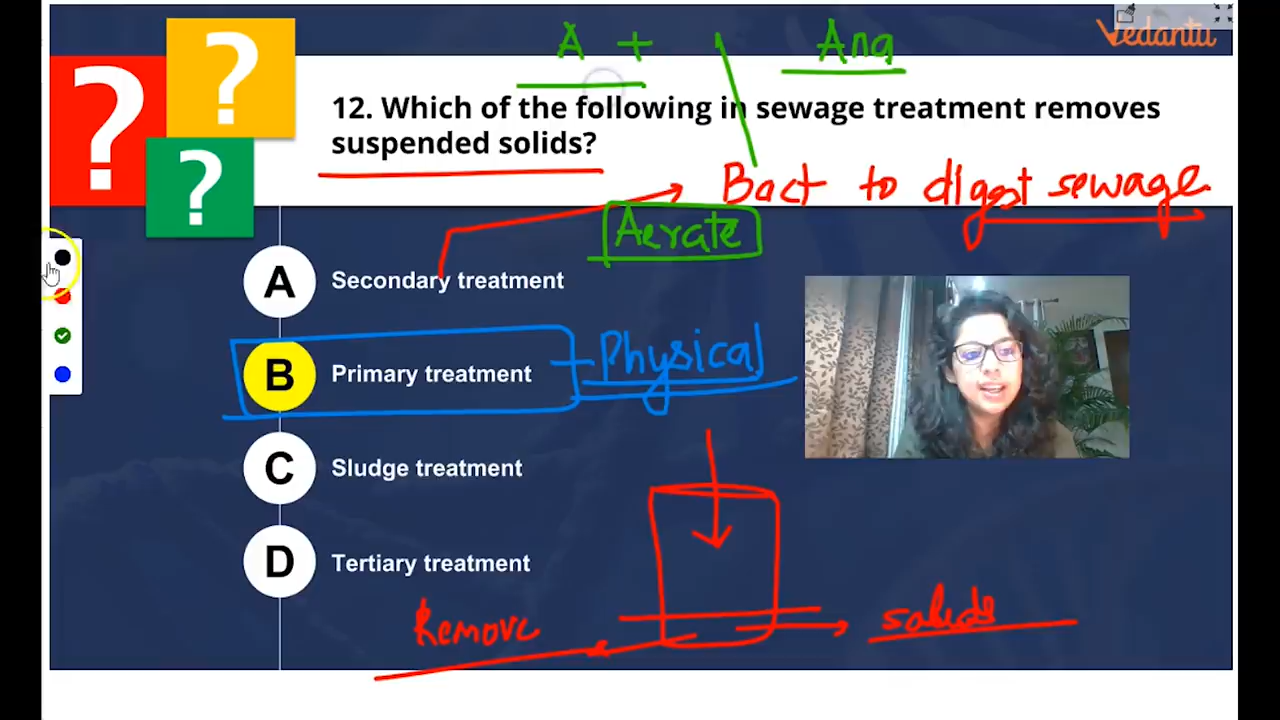 A + Ana
Vedantu
? ? ?
12. Which of the following in sewage treatment removes
suspended solids?
Bact to digest sewage
Aerate
A Secondary treatment
B Primary treatment
Physical
C Sludge treatment
D Tertiary treatment
Remove
solids